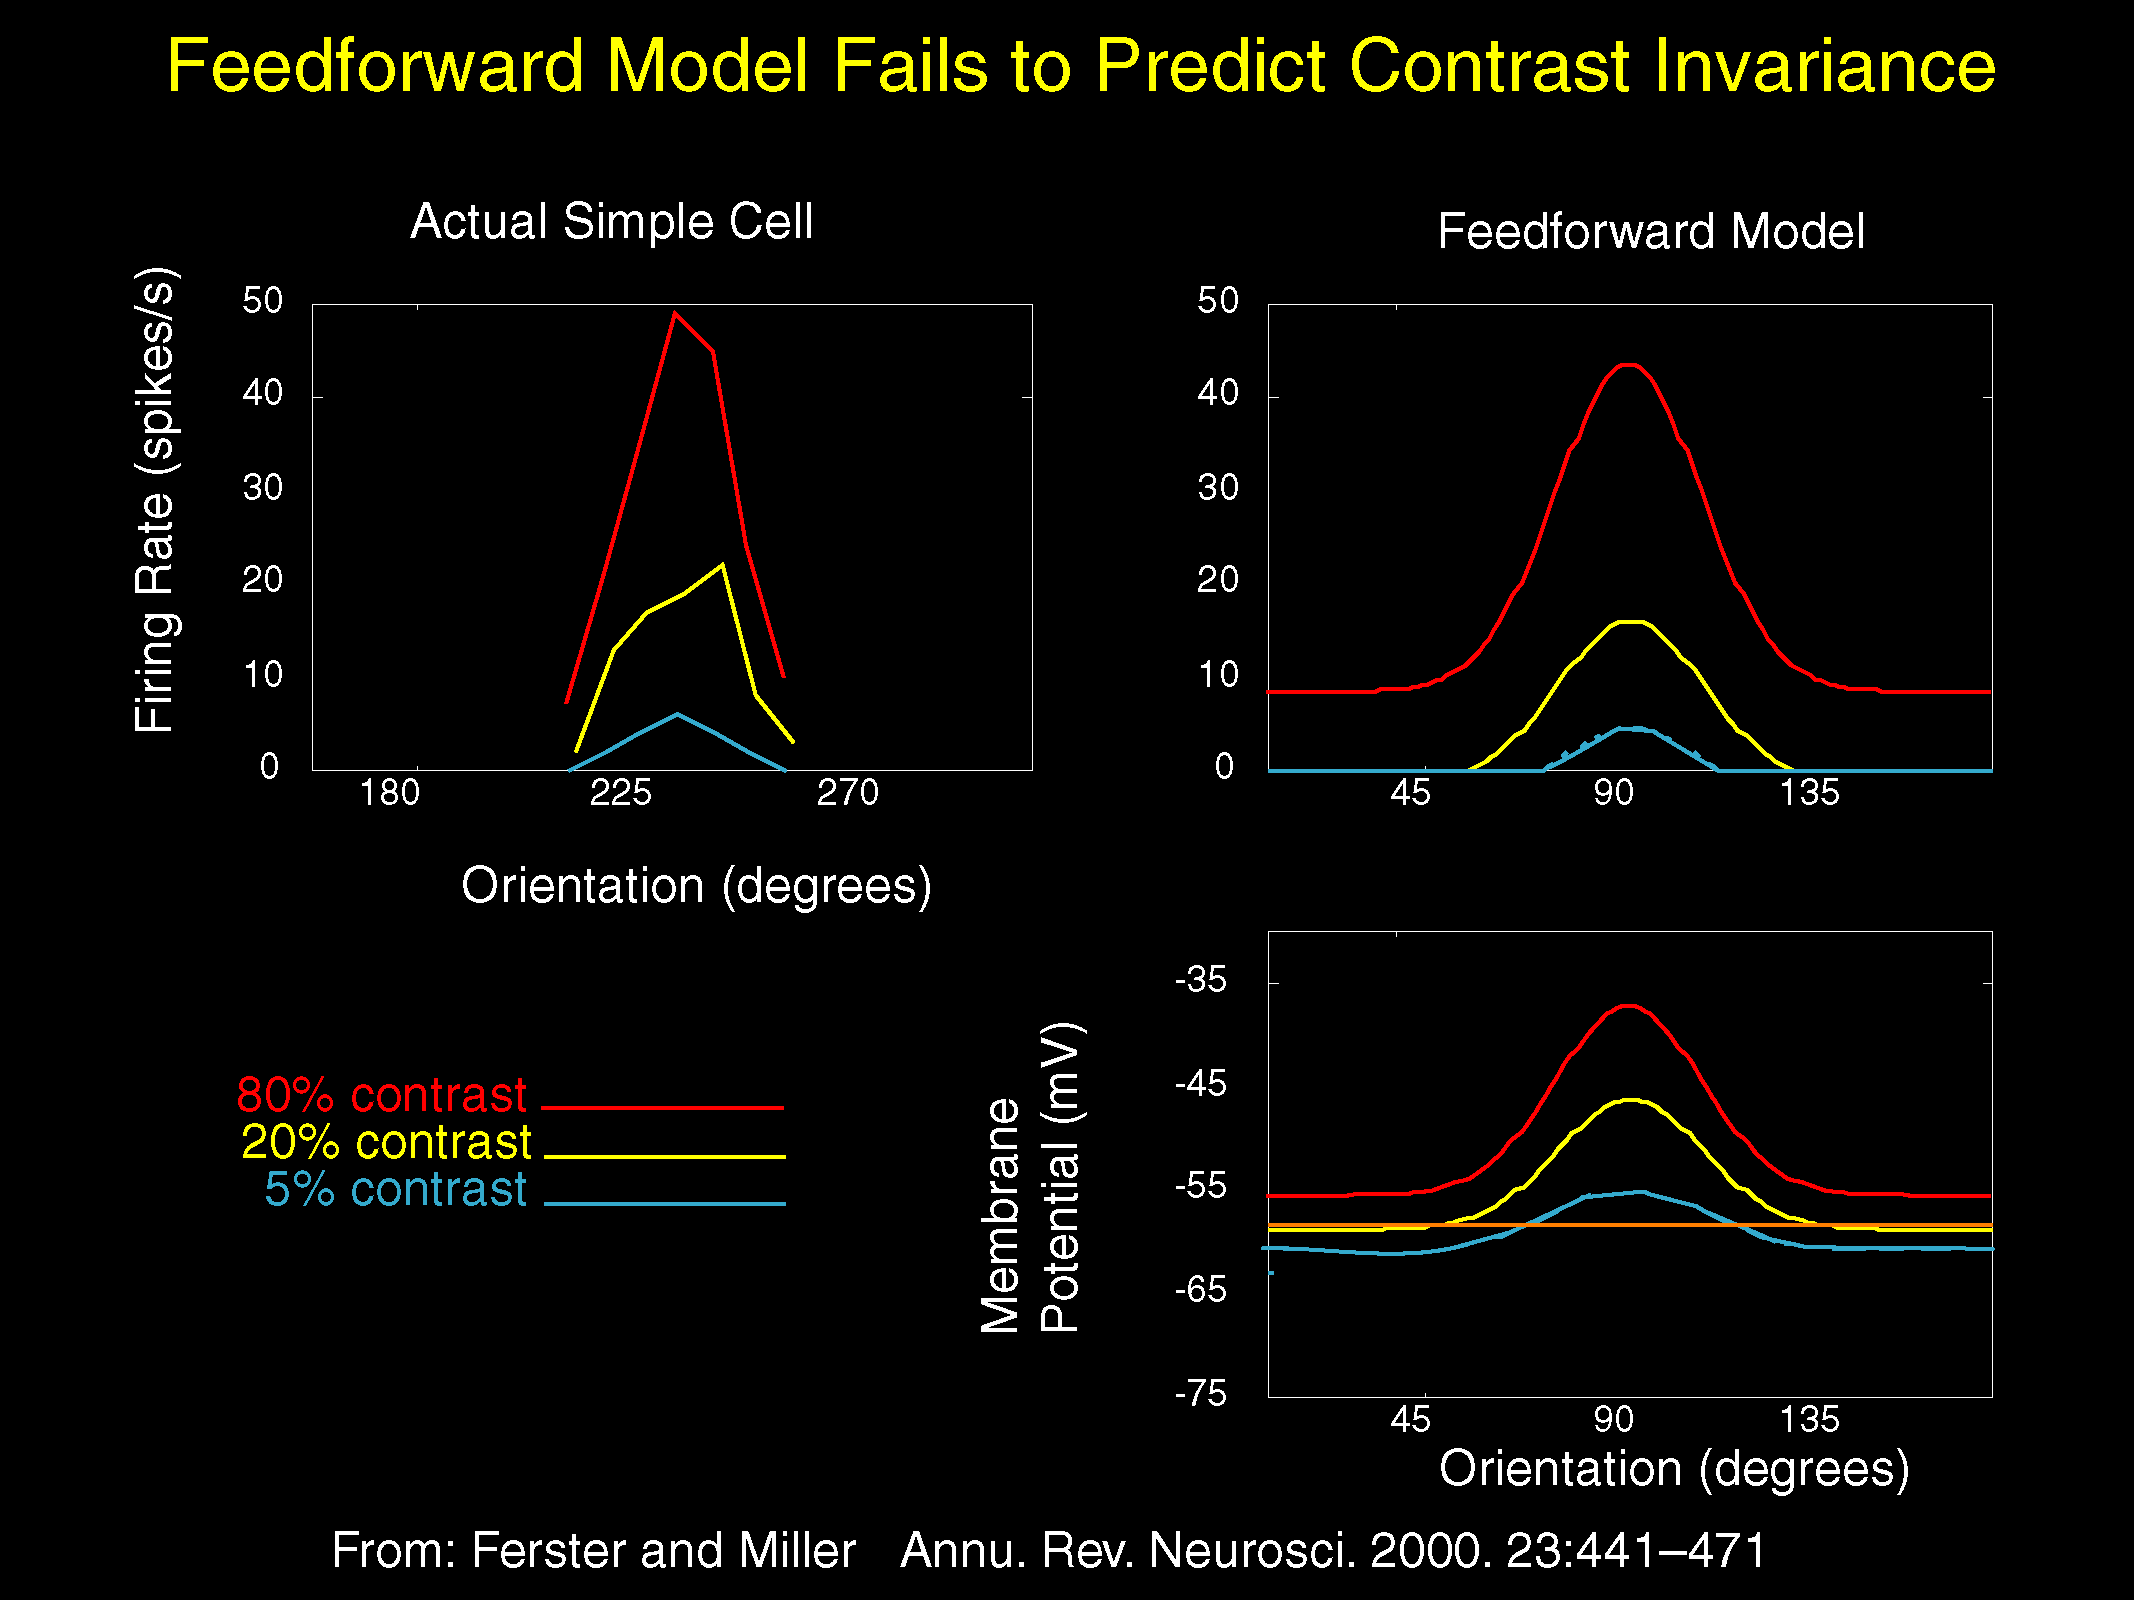 Feedforward Model Fails to Predict Contrast Invariance
Actual Simple Cell
Firing Rate (spikes/s)
50
40
30
20
10
0
180 225 270
Orientation (degrees)
Feedforward Model
50
40
30
20
10
0
45 90 135
80% contrast
20% contrast
5% contrast
Membrane
Potential (mV)
-35
-45
-55
-65
-75
45 90 135
Orientation (degrees)
From: Ferster and Miller Annu. Rev. Neurosci. 2000. 23:441–471